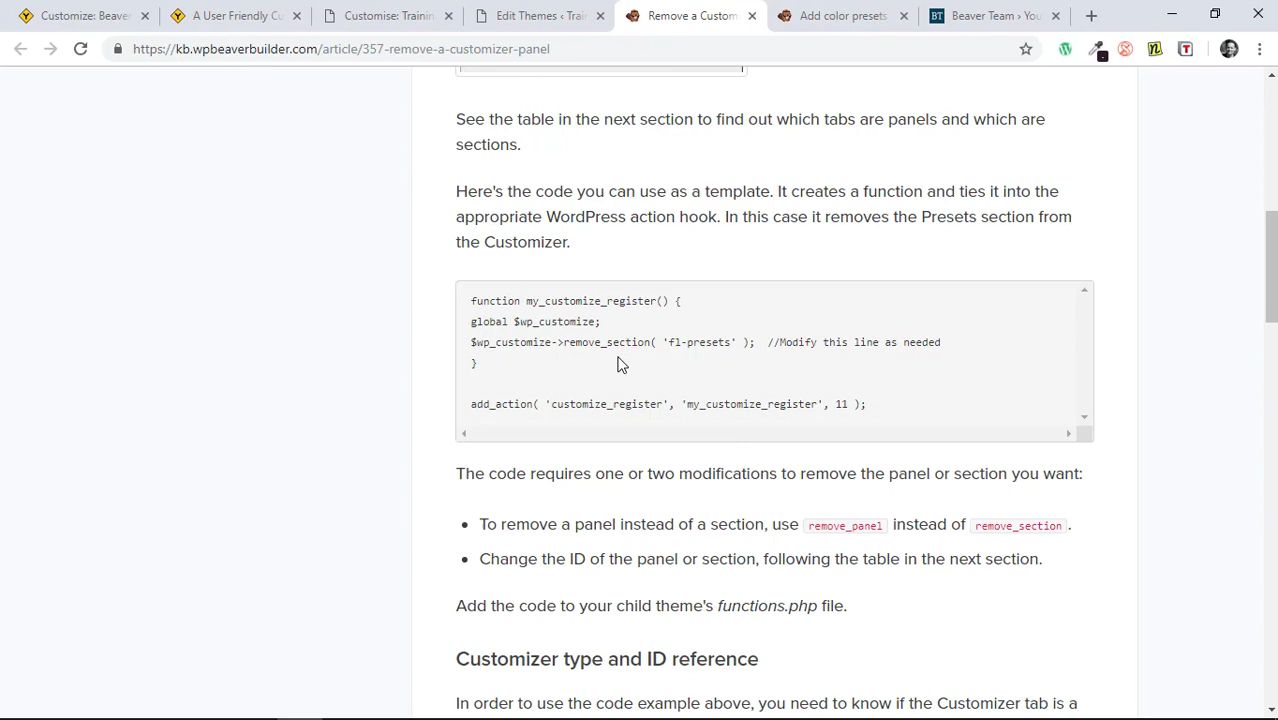 Customize: Beaver
A User Friendly Cu
Customise: Trainin
Edit Themes ‹ Trai
Remove a Custom
Add color presets
BT Beaver Team › You
https://kb.wpbeaverbuilder.com/article/357-remove-a-customizer-panel
See the table in the next section to find out which tabs are panels and which are
sections.
Here's the code you can use as a template. It creates a function and ties it into the
appropriate WordPress action hook. In this case it removes the Presets section from
the Customizer.
function my_customize_register() {
global $wp_customize;
$wp_customize->remove_section( 'fl-presets' );  //Modify this line as needed
}
add_action( 'customize_register', 'my_customize_register', 11 );
The code requires one or two modifications to remove the panel or section you want:
• To remove a panel instead of a section, use remove_panel instead of remove_section.
• Change the ID of the panel or section, following the table in the next section.
Add the code to your child theme's functions.php file.
Customizer type and ID reference
In order to use the code example above, you need to know if the Customizer tab is a